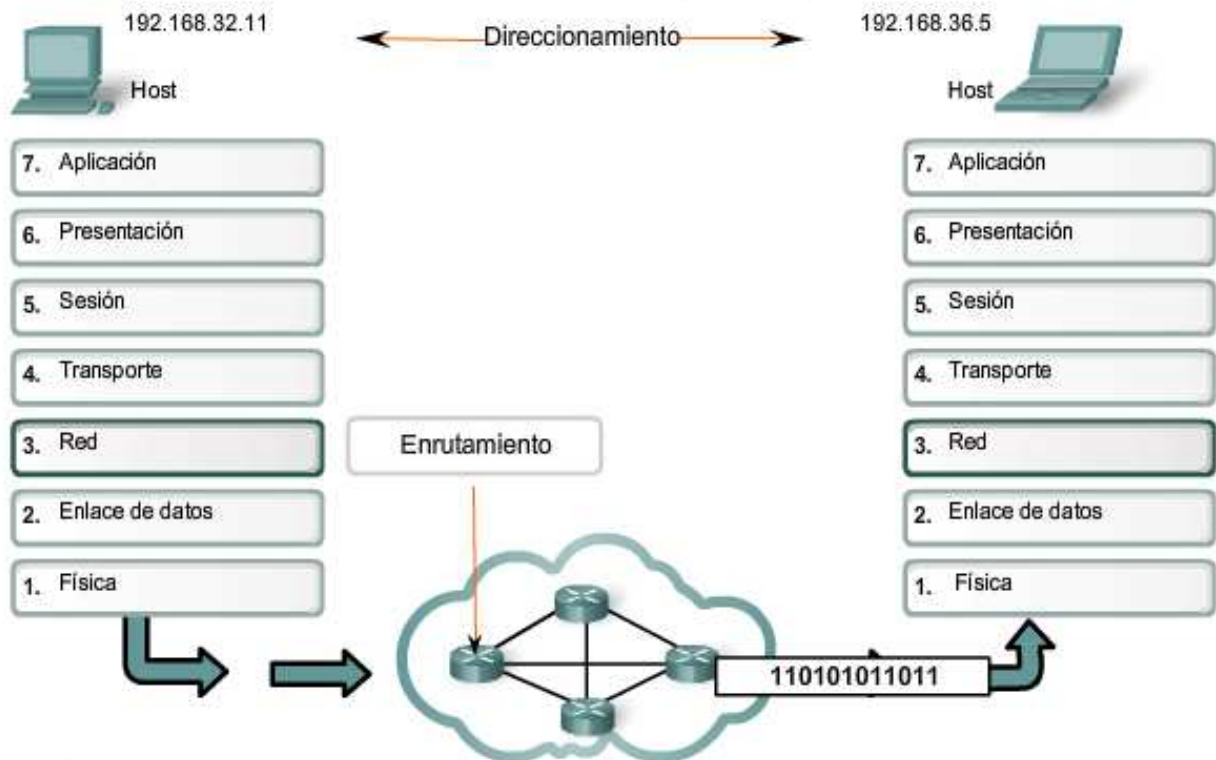 192.168.32.11
Direccionamiento
192.168.36.5
Host
Host
7. Aplicación
6. Presentación
5. Sesión
4. Transporte
3. Red
2. Enlace de datos
1. Física
Enrutamiento
7. Aplicación
6. Presentación
5. Sesión
4. Transporte
3. Red
2. Enlace de datos
1. Física
110101011011